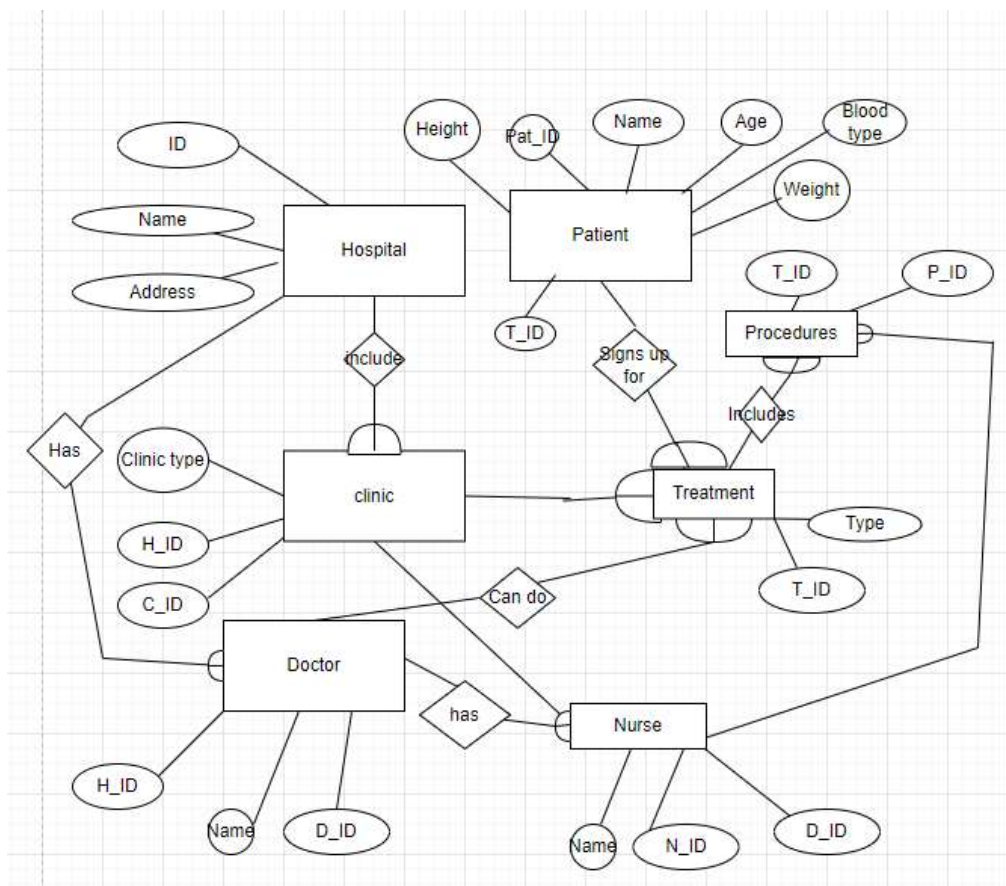 Height
Pat_ID
Name
Age
Blood
type
ID
Weight
Name
Hospital
Patient
Address
T_ID
P_ID
T_ID
Procedures
include
Signs up
for
Includes
Has
Clinic type
clinic
Treatment
Type
H_ID
C_ID
Can do
T_ID
Doctor
has
Nurse
H_ID
Name
D_ID
Name
N_ID
D_ID